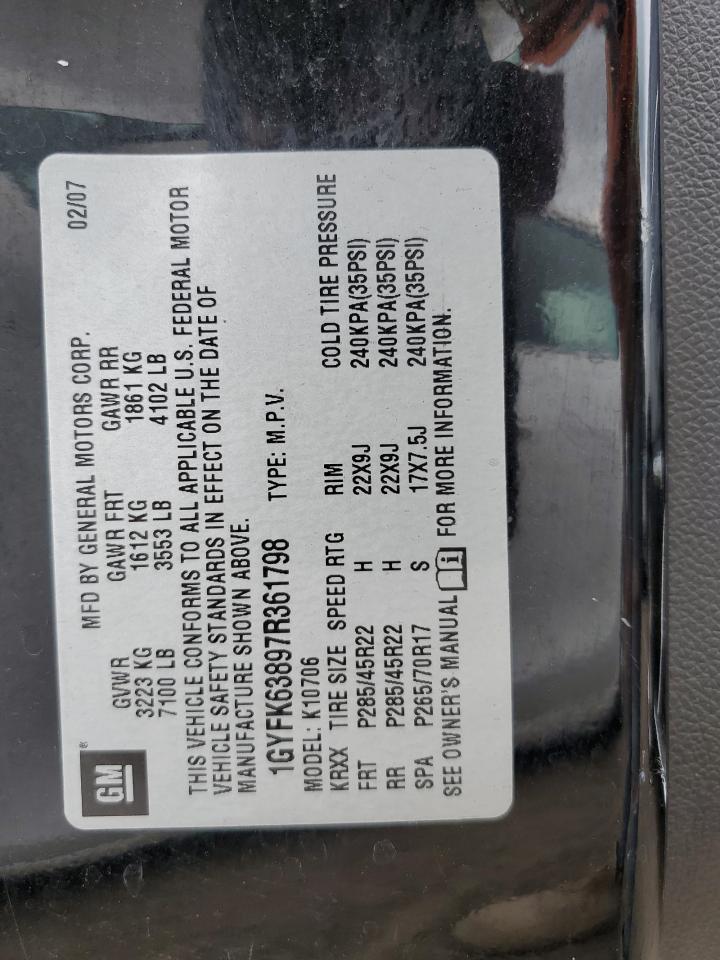 GM ®
MFD BY GENERAL MOTORS CORP. 02/07
GVWR GAWR FRT GAWR RR
3223 KG 1612 KG 1861 KG
7100 LB 3553 LB 4102 LB
THIS VEHICLE CONFORMS TO ALL APPLICABLE U.S. FEDERAL MOTOR
VEHICLE SAFETY STANDARDS IN EFFECT ON THE DATE OF
MANUFACTURE SHOWN ABOVE.
1GYFK63897R361798 TYPE: M.P.V.
MODEL: K10706
KRXX TIRE SIZE SPEED RTG RIM COLD TIRE PRESSURE
FRT P285/45R22 H 22X9J 240KPA(35PSI)
RR P285/45R22 H 22X9J 240KPA(35PSI)
SPA P265/70R17 S 17X7.5J 240KPA(35PSI)
SEE OWNER'S MANUAL i FOR MORE INFORMATION.